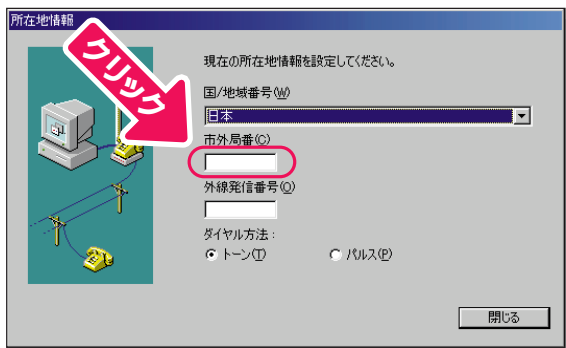 所在地情報
クリック
現在の所在地情報を設定してください。
国/地域番号(W)
日本
市外局番(C)
外線発信番号(O)
ダイヤル方法:
トーン(T) パルス(P)
閉じる